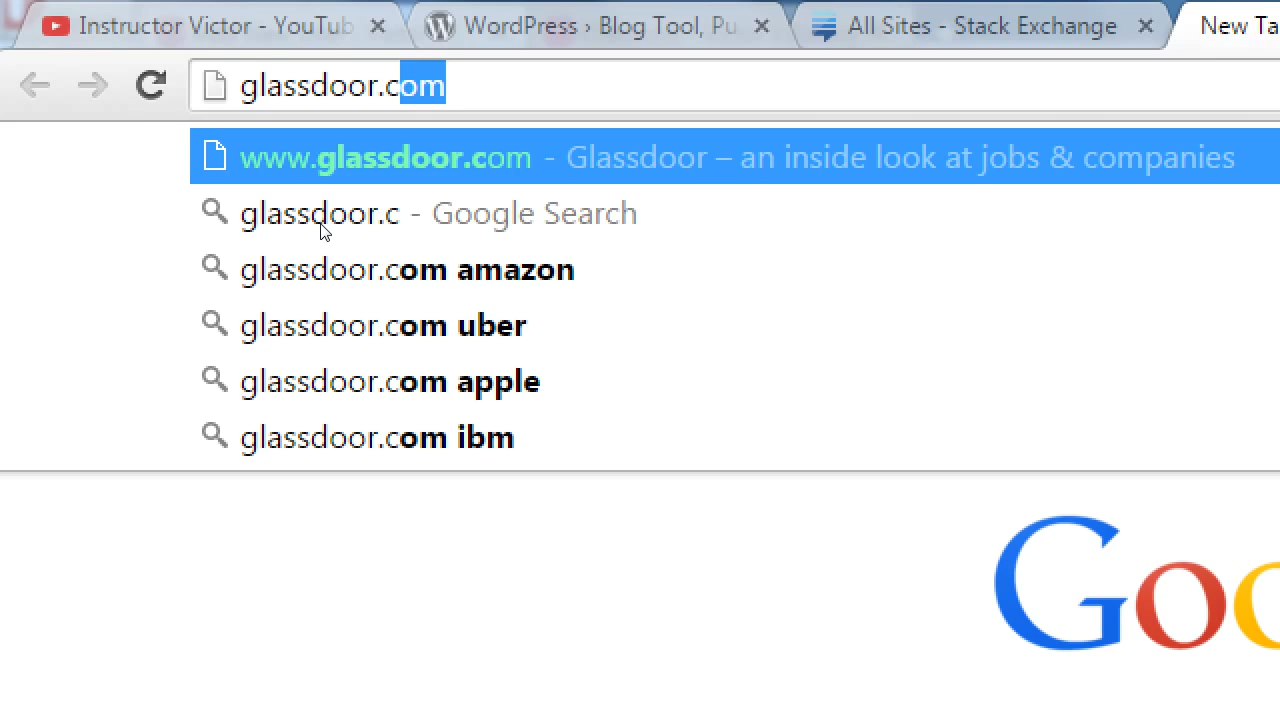 Instructor Victor - YouTub
WordPress › Blog Tool, Pu
All Sites - Stack Exchange
New Ta
glassdoor.com
www.glassdoor.com - Glassdoor – an inside look at jobs & companies
glassdoor.c - Google Search
glassdoor.com amazon
glassdoor.com uber
glassdoor.com apple
glassdoor.com ibm
Goo